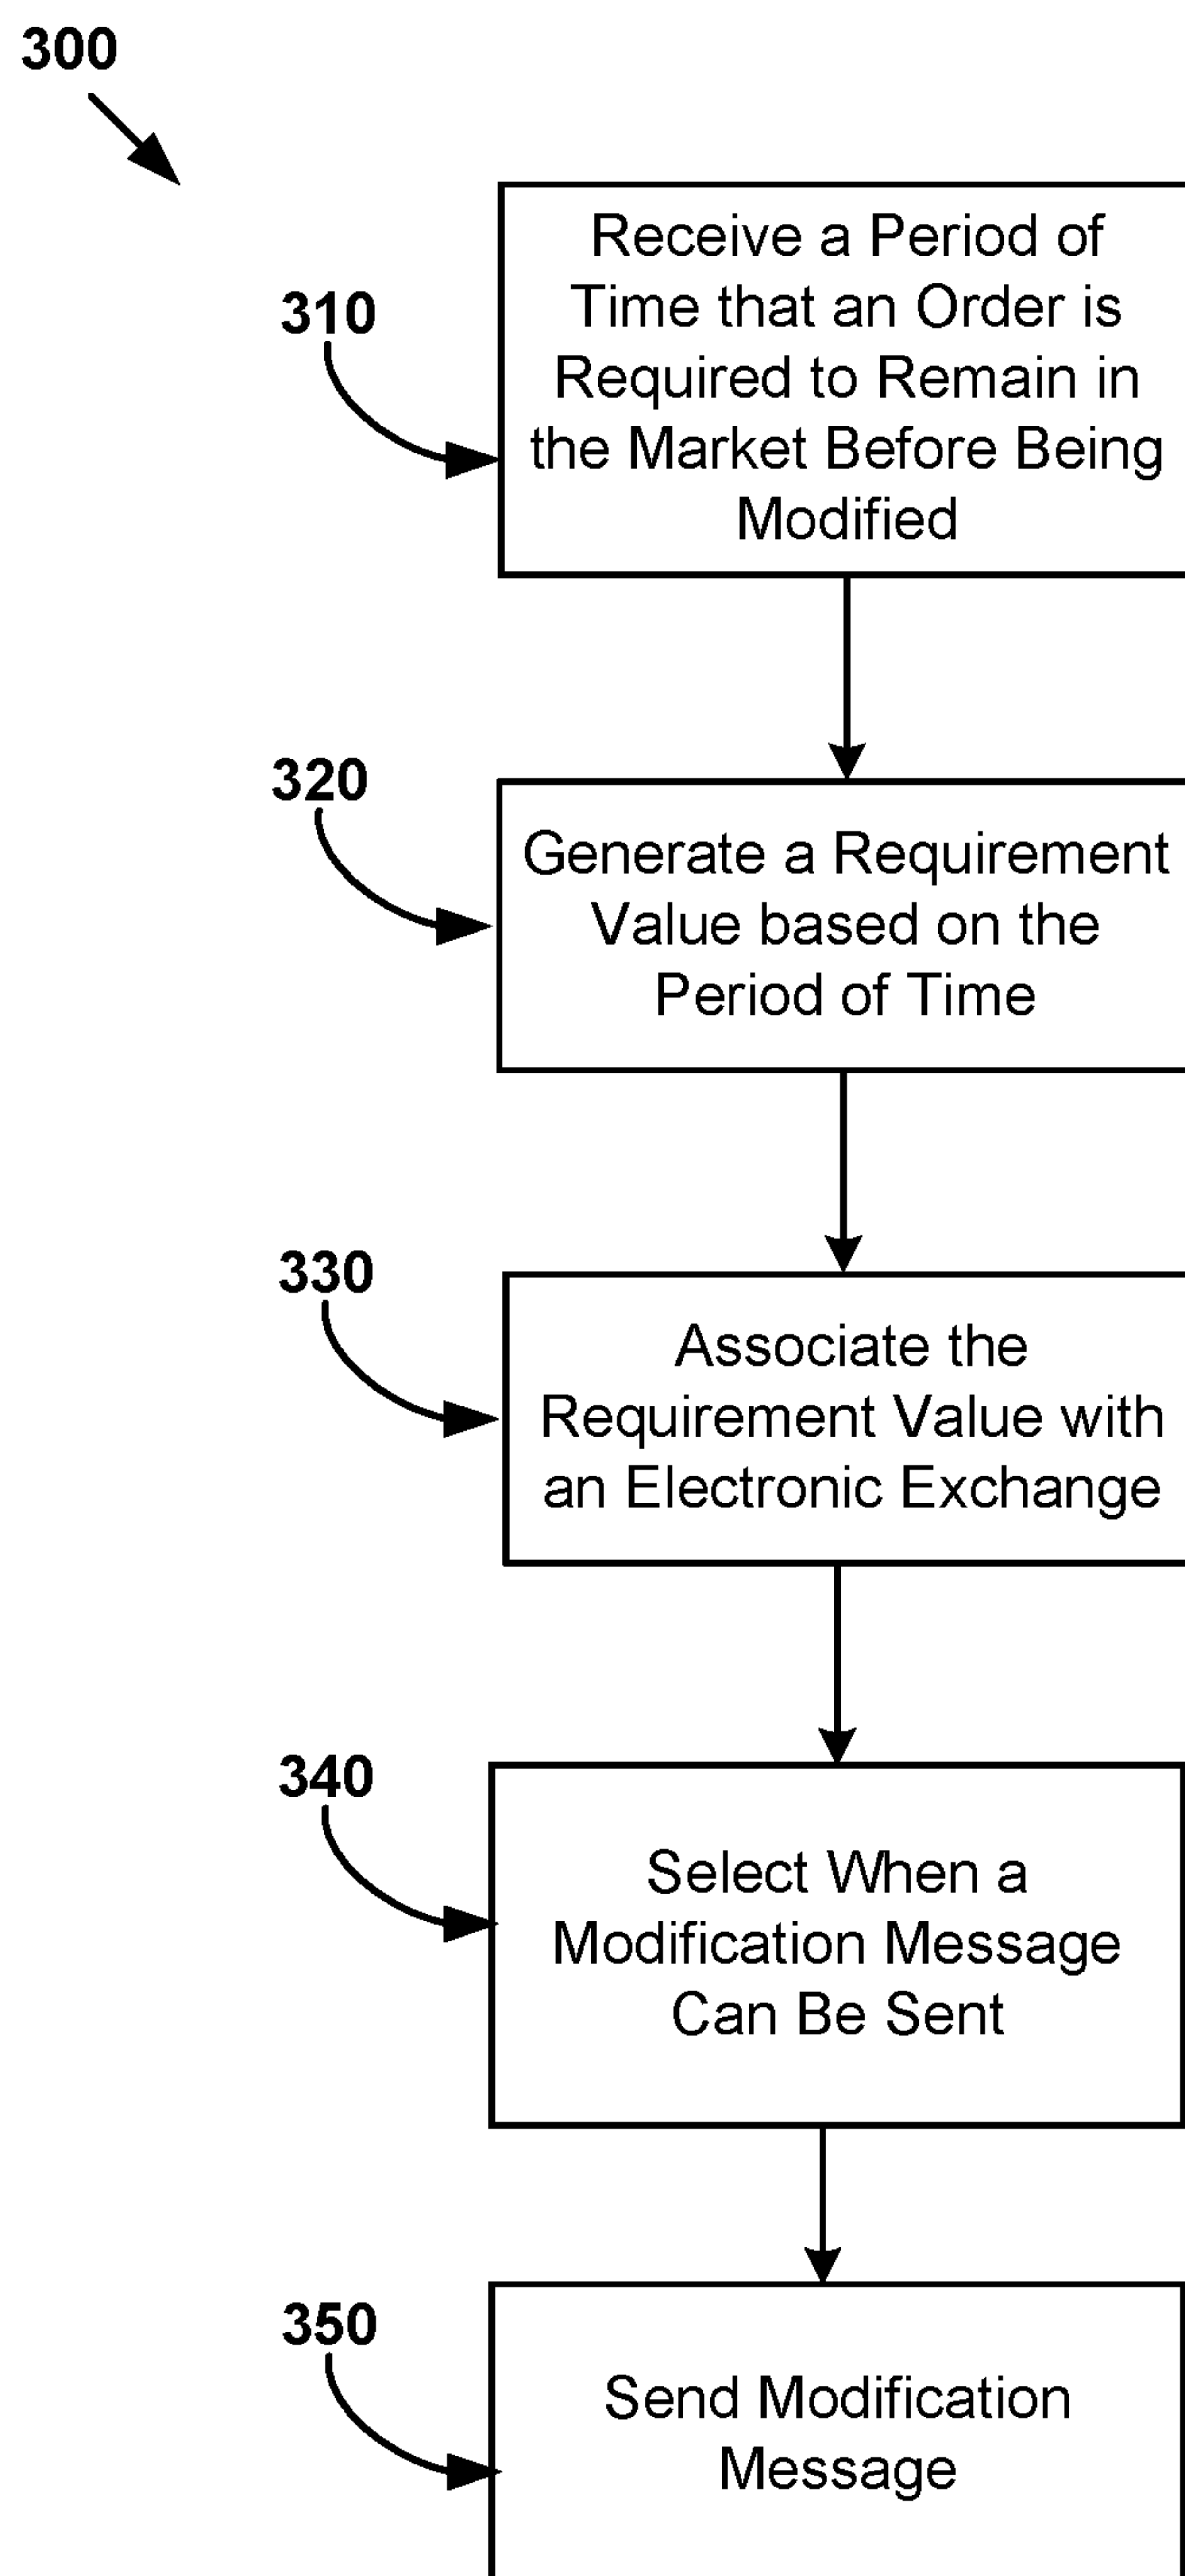 300
310
Receive a Period of
Time that an Order is
Required to Remain in
the Market Before Being
Modified
320
Generate a Requirement
Value based on the
Period of Time
330
Associate the
Requirement Value with
an Electronic Exchange
340
Select When a
Modification Message
Can Be Sent
350
Send Modification
Message